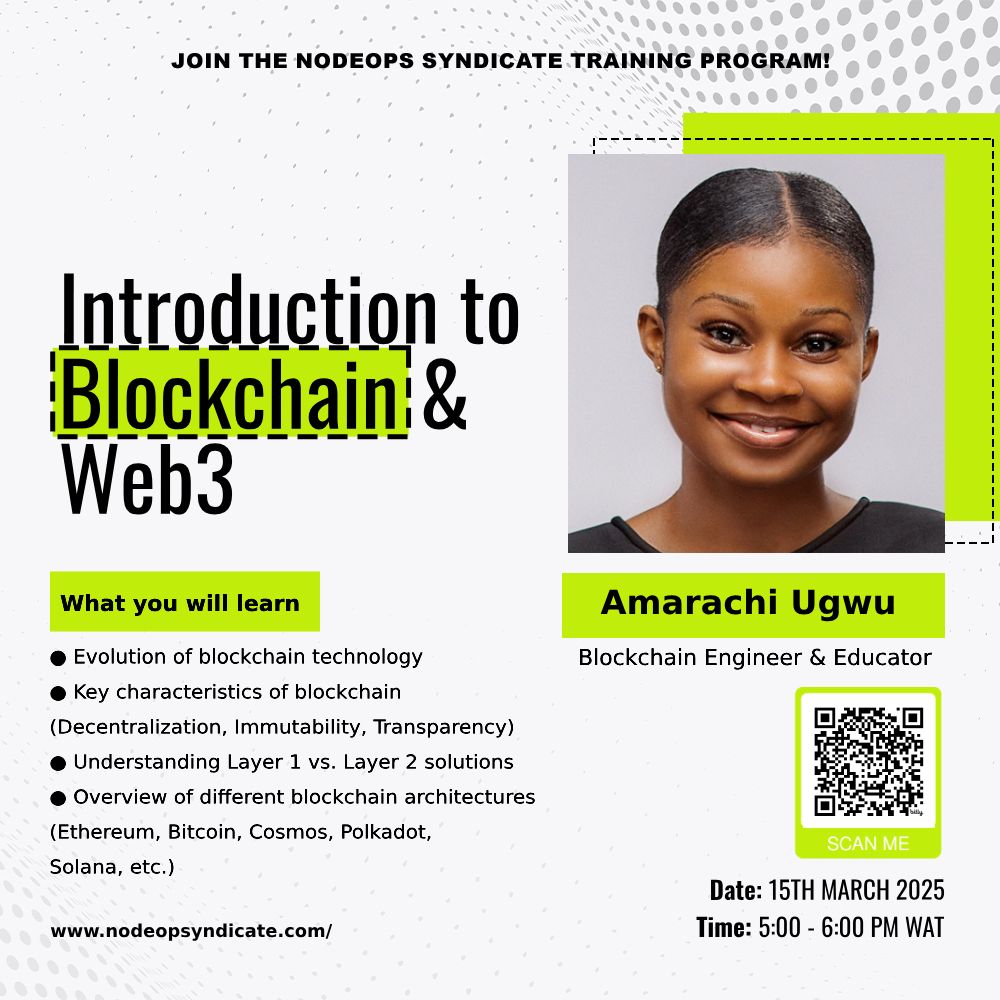 JOIN THE NODEOPS SYNDICATE TRAINING PROGRAM!
Introduction to
Blockchain &
Web3
What you will learn
● Evolution of blockchain technology
● Key characteristics of blockchain
(Decentralization, Immutability, Transparency)
● Understanding Layer 1 vs. Layer 2 solutions
● Overview of different blockchain architectures
(Ethereum, Bitcoin, Cosmos, Polkadot,
Solana, etc.)
www.nodeopsyndicate.com/
Amarachi Ugwu
Blockchain Engineer & Educator
bitly
SCAN ME
Date: 15TH MARCH 2025
Time: 5:00 - 6:00 PM WAT